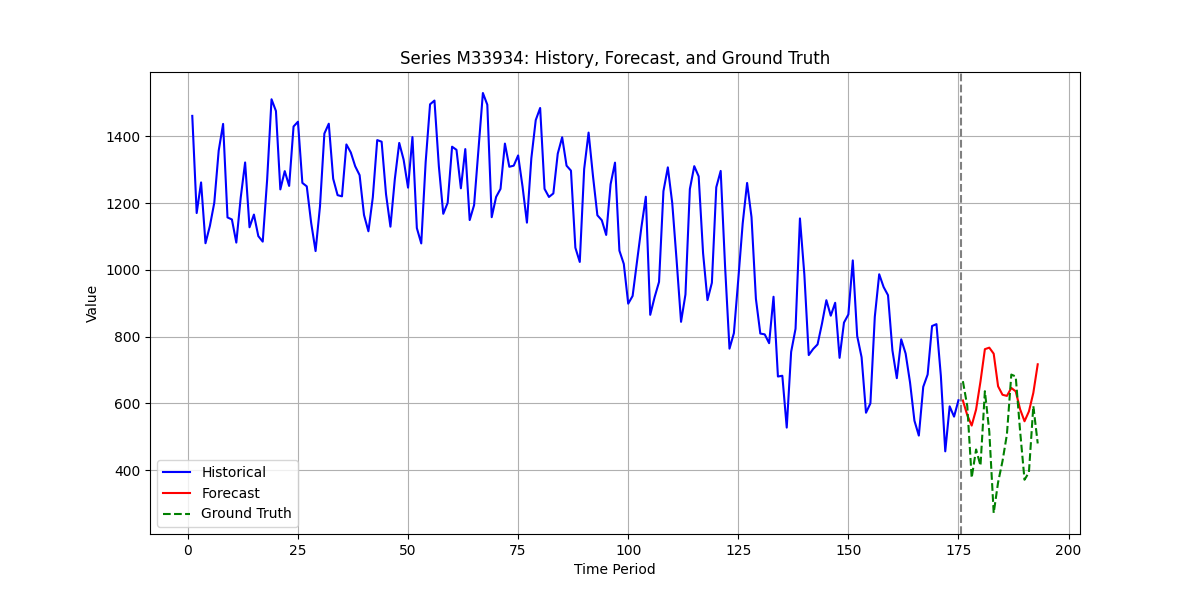 Series M33934: History, Forecast, and Ground Truth
Value
1400
1200
1000
800
600
400
Historical
Forecast
Ground Truth
0 25 50 75 100 125 150 175 200
Time Period